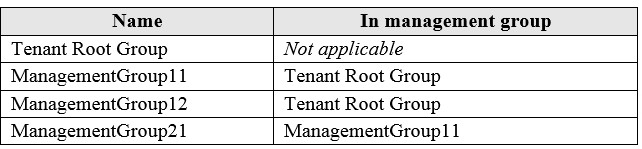 Name In management group
Tenant Root Group Not applicable
ManagementGroup11 Tenant Root Group
ManagementGroup12 Tenant Root Group
ManagementGroup21 ManagementGroup11